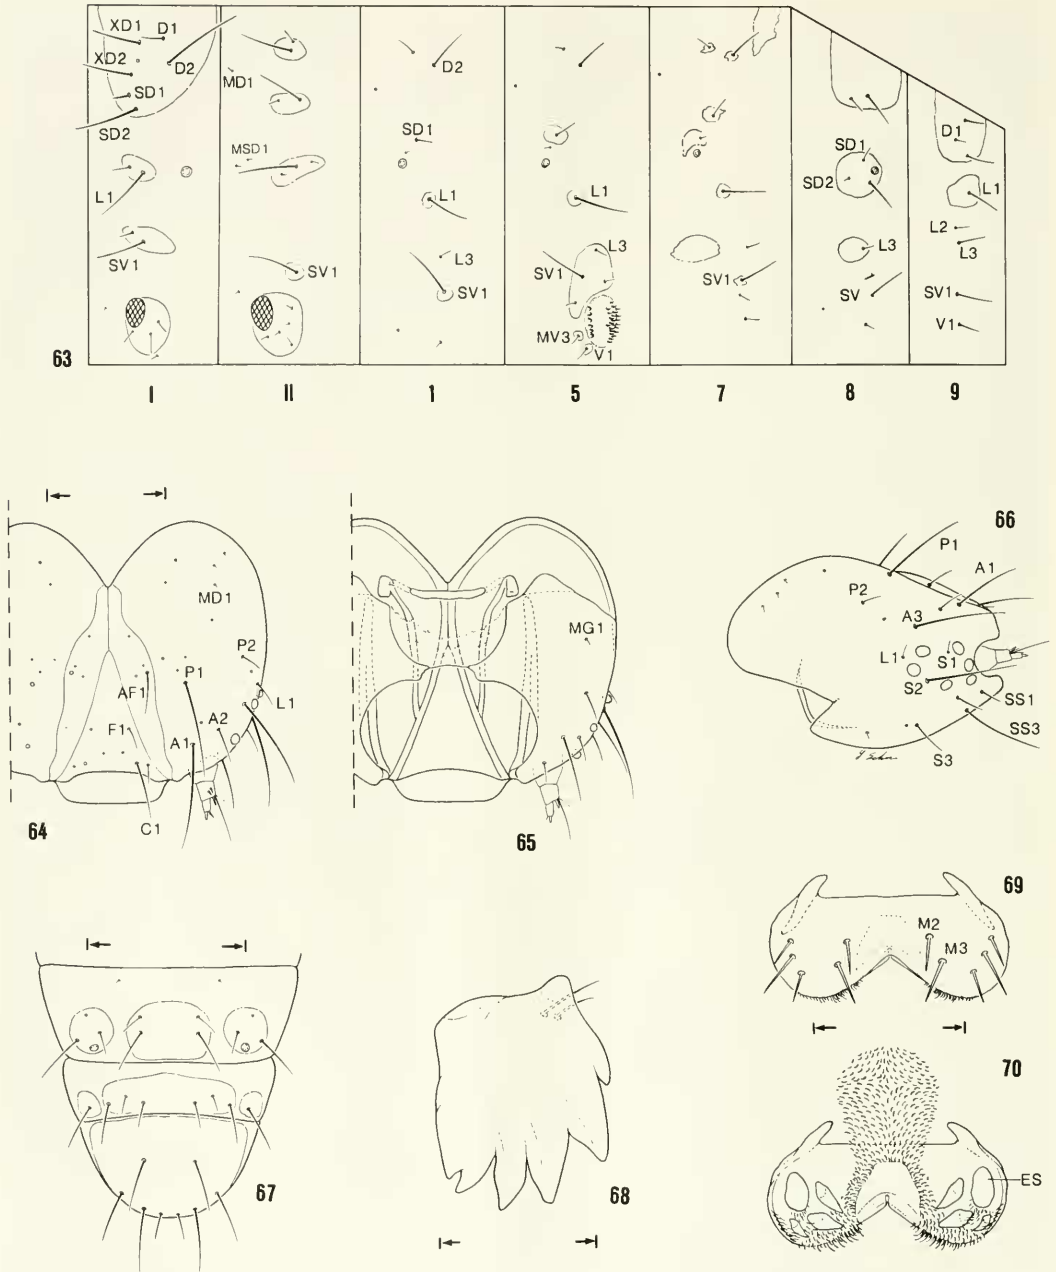 XD1 D1
XD2 D2
SD1
SD2
L1
SV1
MD1
MSD1
SV1
D2
SD1
L1
L3
SV1
L1
L3
SV1
MV3
V1
SV1
SD1
SD2
L3
SV
D1
L1
L2
L3
SV1
V1
63
I II 1 5 7 8 9
MD1
P2
P1
AF1
L1
A2
F1
A1
C1
64
MG1
65
66
P1
A1
P2
A3
L1 S1
S2
SS1
SS3
S3
67
68
69
M2
M3
70
ES